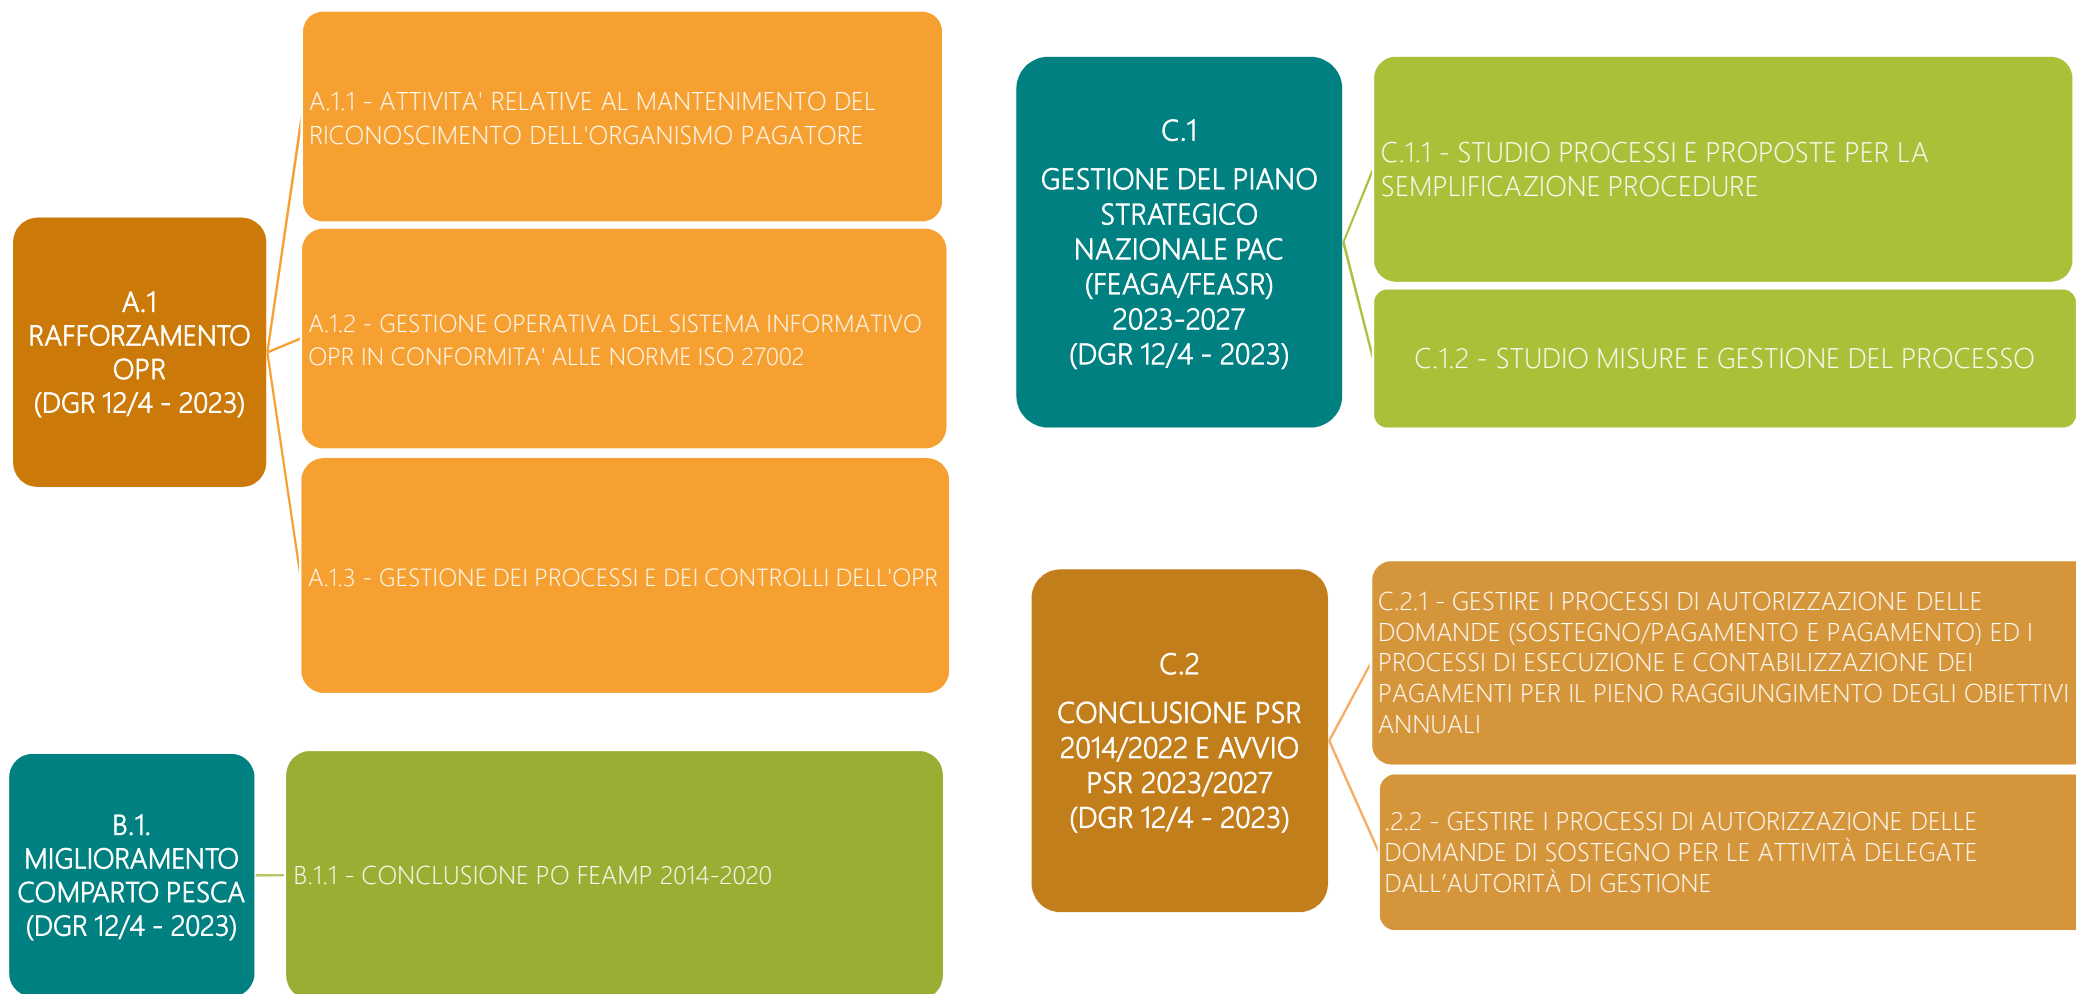 A.1
RAFFORZAMENTO
OPR
(DGR 12/4 - 2023)
A.1.1 - ATTIVITA' RELATIVE AL MANTENIMENTO DEL
RICONOSCIMENTO DELL'ORGANISMO PAGATORE
A.1.2 - GESTIONE OPERATIVA DEL SISTEMA INFORMATIVO
OPR IN CONFORMITA' ALLE NORME ISO 27002
A.1.3 - GESTIONE DEI PROCESSI E DEI CONTROLLI DELL'OPR
B.1.
MIGLIORAMENTO
COMPARTO PESCA
(DGR 12/4 - 2023)
B.1.1 - CONCLUSIONE PO FEAMP 2014-2020
C.1
GESTIONE DEL PIANO
STRATEGICO
NAZIONALE PAC
(FEAGA/FEASR)
2023-2027
(DGR 12/4 - 2023)
C.1.1 - STUDIO PROCESSI E PROPOSTE PER LA
SEMPLIFICAZIONE PROCEDURE
C.1.2 - STUDIO MISURE E GESTIONE DEL PROCESSO
C.2
CONCLUSIONE PSR
2014/2022 E AVVIO
PSR 2023/2027
(DGR 12/4 - 2023)
C.2.1 - GESTIRE I PROCESSI DI AUTORIZZAZIONE DELLE
DOMANDE (SOSTEGNO/PAGAMENTO E PAGAMENTO) ED I
PROCESSI DI ESECUZIONE E CONTABILIZZAZIONE DEI
PAGAMENTI PER IL PIENO RAGGIUNGIMENTO DEGLI OBIETTIVI
ANNUALI
.2.2 - GESTIRE I PROCESSI DI AUTORIZZAZIONE DELLE
DOMANDE DI SOSTEGNO PER LE ATTIVITÀ DELEGATE
DALL’AUTORITÀ DI GESTIONE